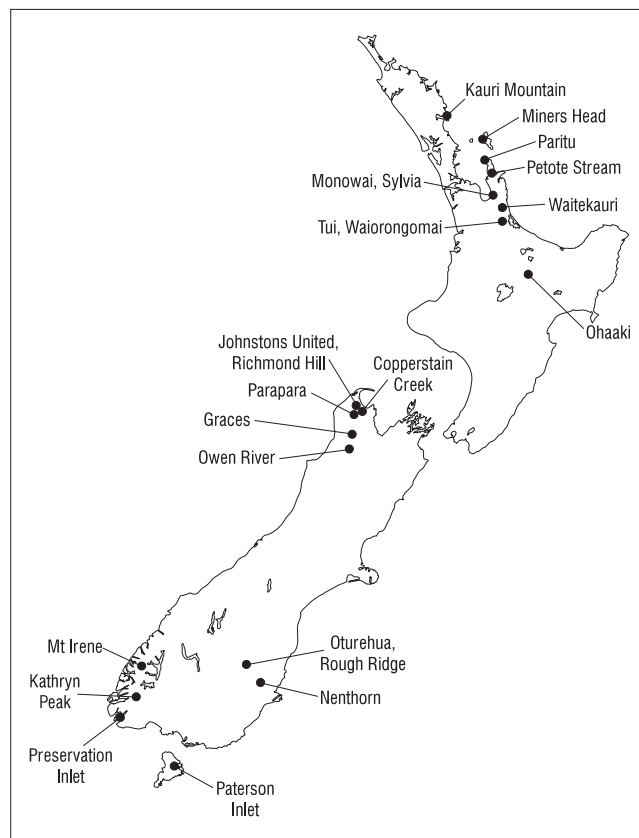 Kauri Mountain
Miners Head
Paritu
Petote Stream
Monowai, Sylvia
Waitekauri
Tui, Waiorongomai
Ohaaki
Johnstons United,
Richmond Hill
Copperstain
Creek
Parapara
Graces
Owen River
Mt Irene
Kathryn
Peak
Preservation
Inlet
Oturehua,
Rough Ridge
Nenthorn
Paterson
Inlet